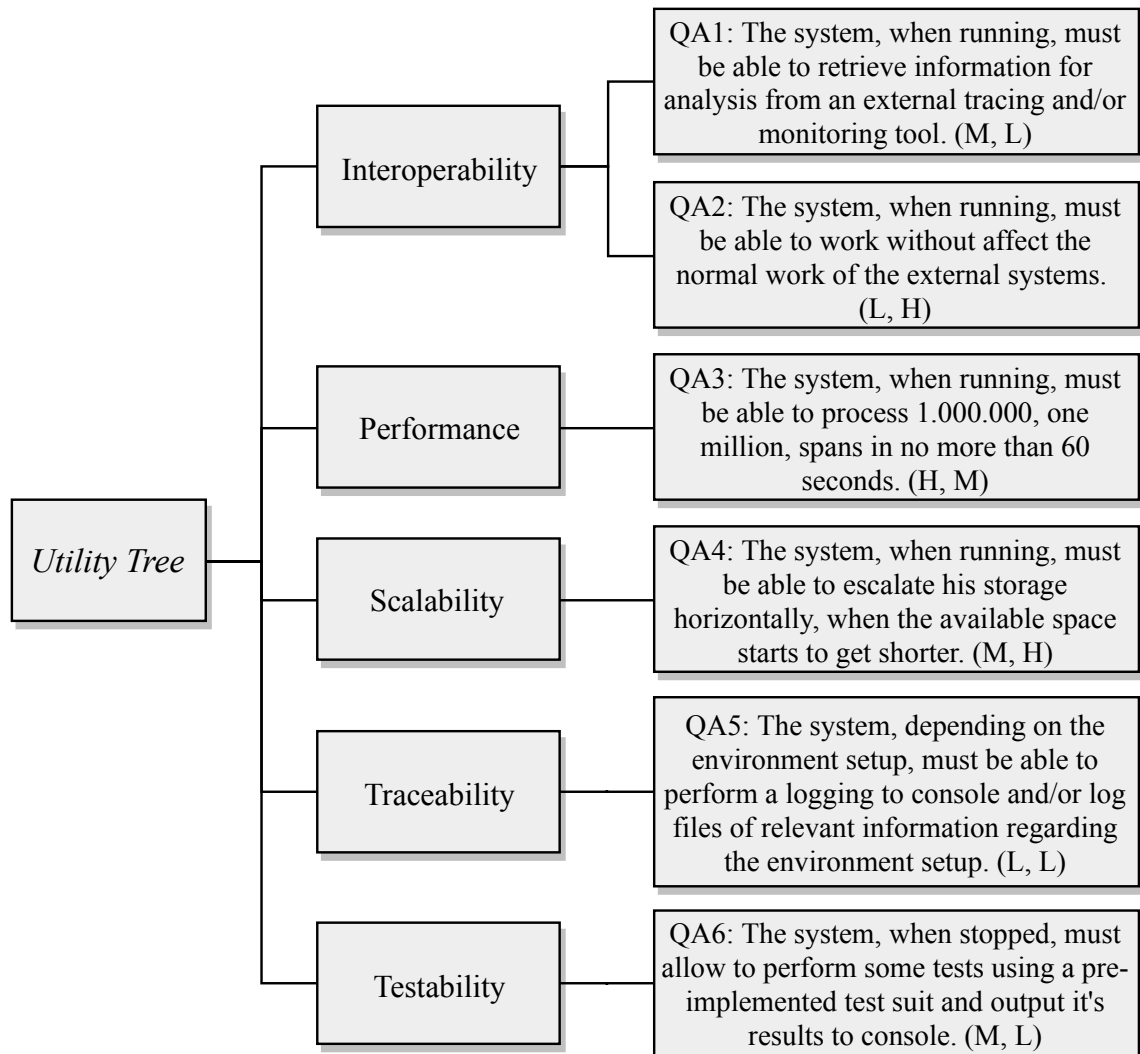 Utility Tree
Interoperability
QA1: The system, when running, must
be able to retrieve information for
analysis from an external tracing and/or
monitoring tool. (M, L)
QA2: The system, when running, must
be able to work without affect the
normal work of the external systems.
(L, H)
Performance
QA3: The system, when running, must
be able to process 1.000.000, one
million, spans in no more than 60
seconds. (H, M)
Scalability
QA4: The system, when running, must
be able to escalate his storage
horizontally, when the available space
starts to get shorter. (M, H)
Traceability
QA5: The system, depending on the
environment setup, must be able to
perform a logging to console and/or log
files of relevant information regarding
the environment setup. (L, L)
Testability
QA6: The system, when stopped, must
allow to perform some tests using a pre-
implemented test suit and output it's
results to console. (M, L)